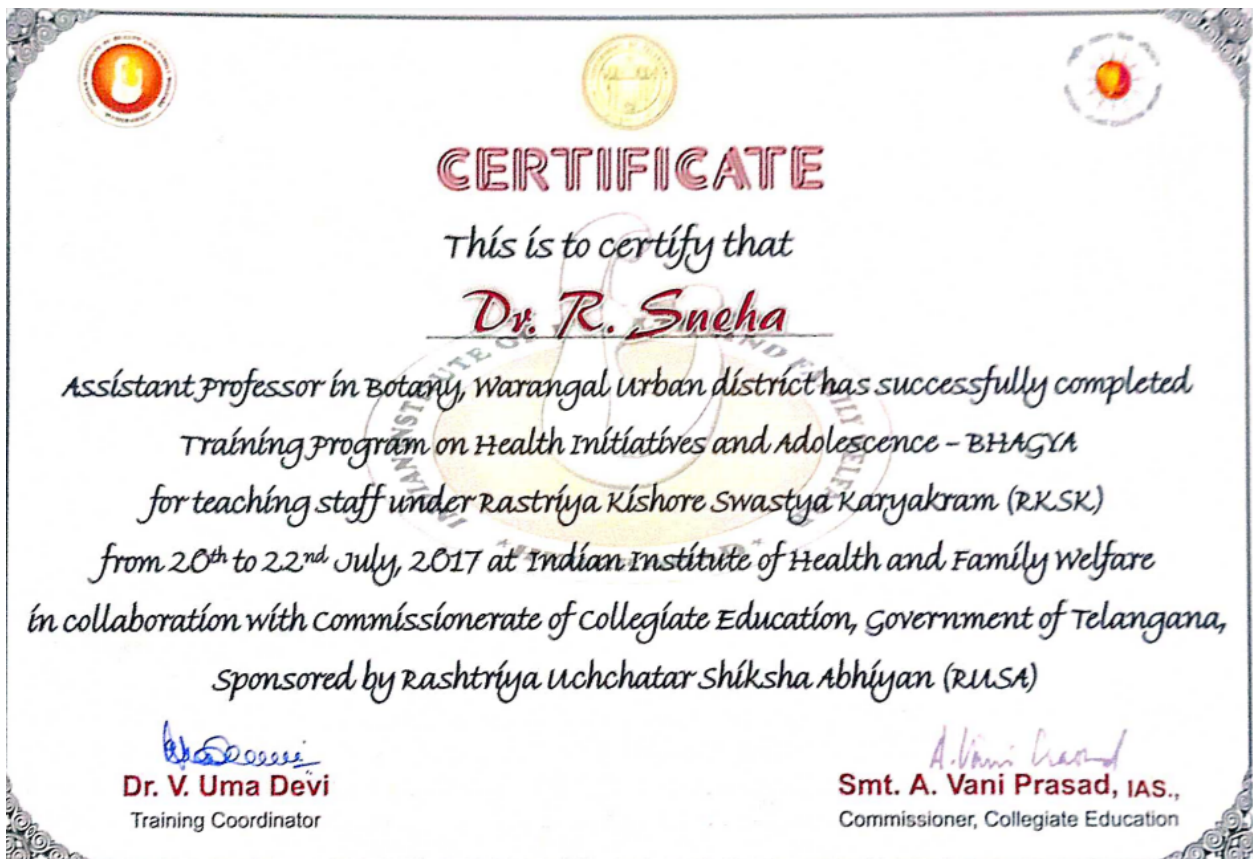 CERTIFICATE
This is to certify that
Dr. R. Sneha
Assistant Professor in Botany, Warangal Urban district has successfully completed
Training Program on Health Initiatives and Adolescence – BHAGYA
for teaching staff under Rastriya Kishore Swastya Karyakram (RKSK)
from 20th to 22nd July, 2017 at Indian Institute of Health and Family Welfare
in collaboration with Commissionerate of Collegiate Education, Government of Telangana,
Sponsored by Rashtriya Uchchatar Shiksha Abhiyan (RUSA)
A. Vani Prasad
Dr. V. Uma Devi
Smt. A. Vani Prasad, IAS.,
Training Coordinator
Commissioner, Collegiate Education